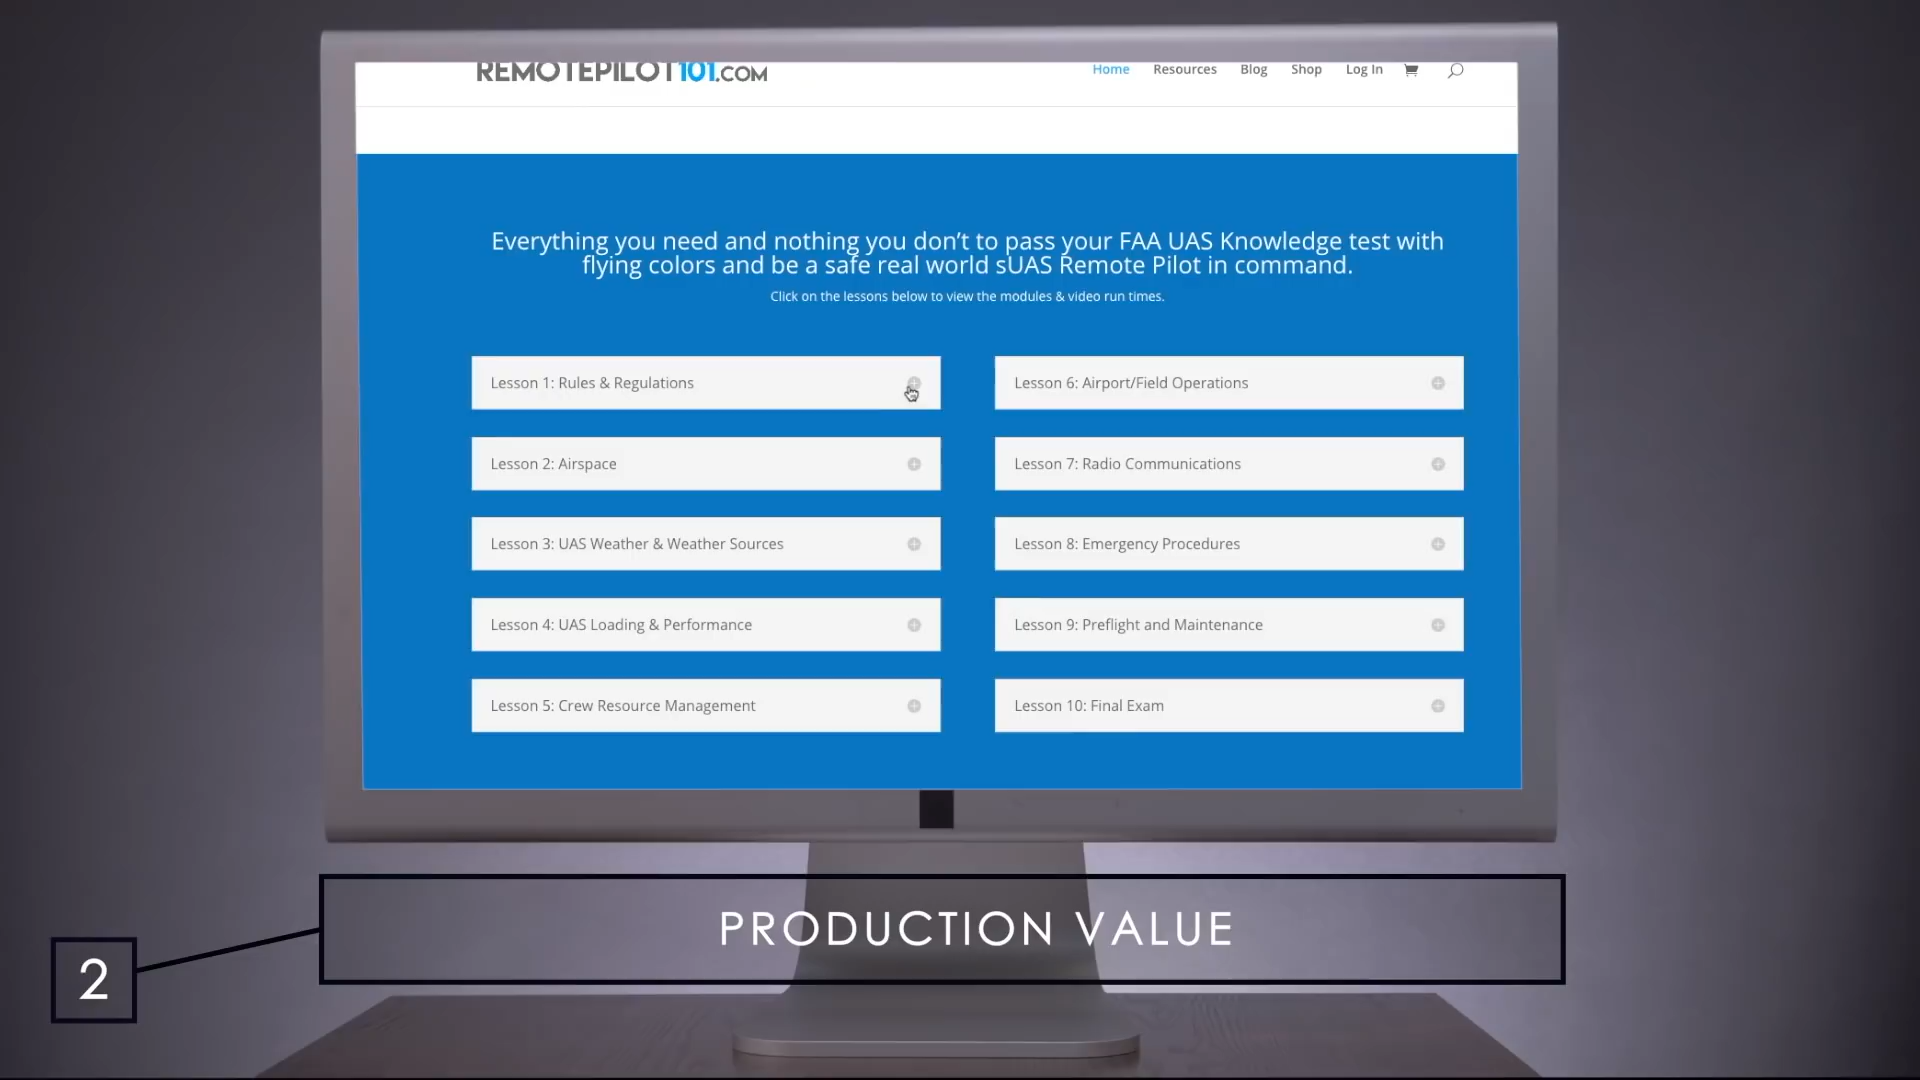 REMOTEPILOT101.COM
Home Resources Blog Shop Log In
Everything you need and nothing you don’t to pass your FAA UAS Knowledge test with
flying colors and be a safe real world sUAS Remote Pilot in command.
Click on the lessons below to view the modules & video run times.
Lesson 1: Rules & Regulations
Lesson 2: Airspace
Lesson 3: UAS Weather & Weather Sources
Lesson 4: UAS Loading & Performance
Lesson 5: Crew Resource Management
Lesson 6: Airport/Field Operations
Lesson 7: Radio Communications
Lesson 8: Emergency Procedures
Lesson 9: Preflight and Maintenance
Lesson 10: Final Exam
PRODUCTION VALUE
2